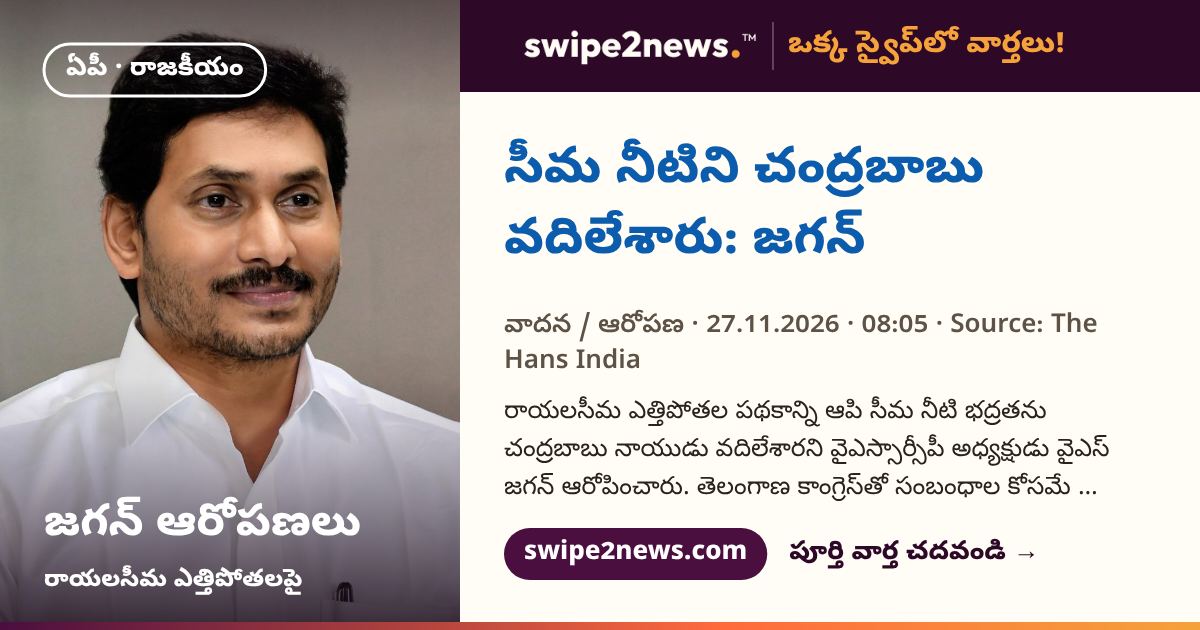 ఏపీ · రాజకీయం
swipe2news.™
ఒక్క స్వైప్‌లో వార్తలు!
సీమ నీటిని చంద్రబాబు
వదిలేశారు: జగన్
వాదన / ఆరోపణ · 27.11.2026 · 08:05 · Source: The
Hans India
రాయలసీమ ఎత్తిపోతల పథకాన్ని ఆపి సీమ నీటి భద్రతను
చంద్రబాబు నాయుడు వదిలేశారని వైఎస్సార్సీపీ అధ్యక్షుడు వైఎస్
జగన్ ఆరోపించారు. తెలంగాణ కాంగ్రెస్‌తో సంబంధాల కోసమే ...
జగన్ ఆరోపణలు
రాయలసీమ ఎత్తిపోతలపై
swipe2news.com
పూర్తి వార్త చదవండి →